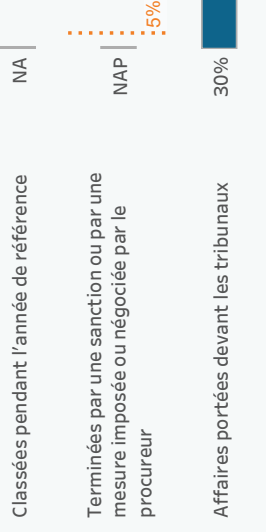 Classées pendant l'année de référence
NA
Terminées par une sanction ou par une
mesure imposée ou négociée par le
procureur
NAP
5%
Affaires portées devant les tribunaux
30%